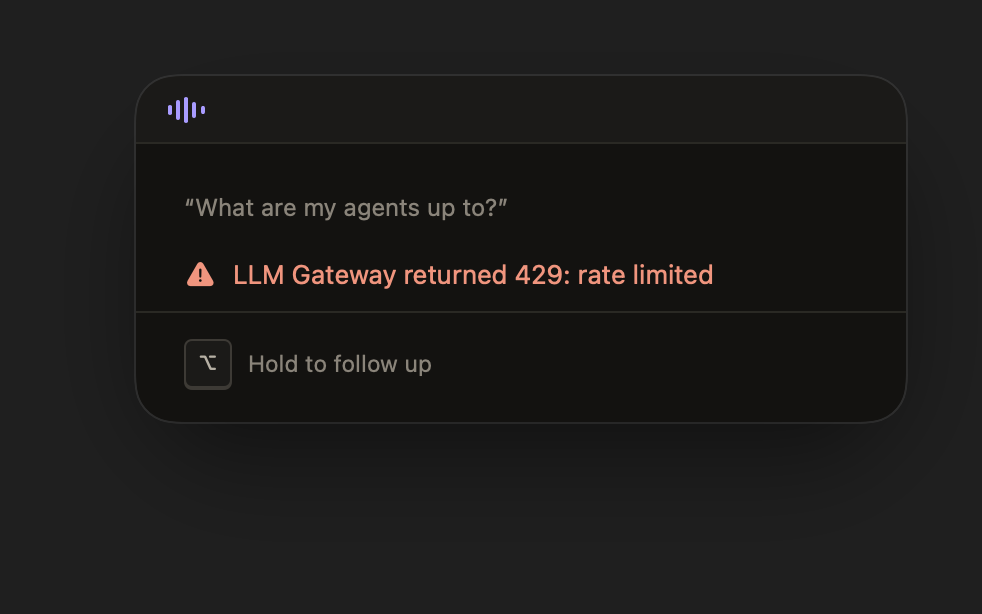 “What are my agents up to?”
LLM Gateway returned 429: rate limited
⌥ Hold to follow up